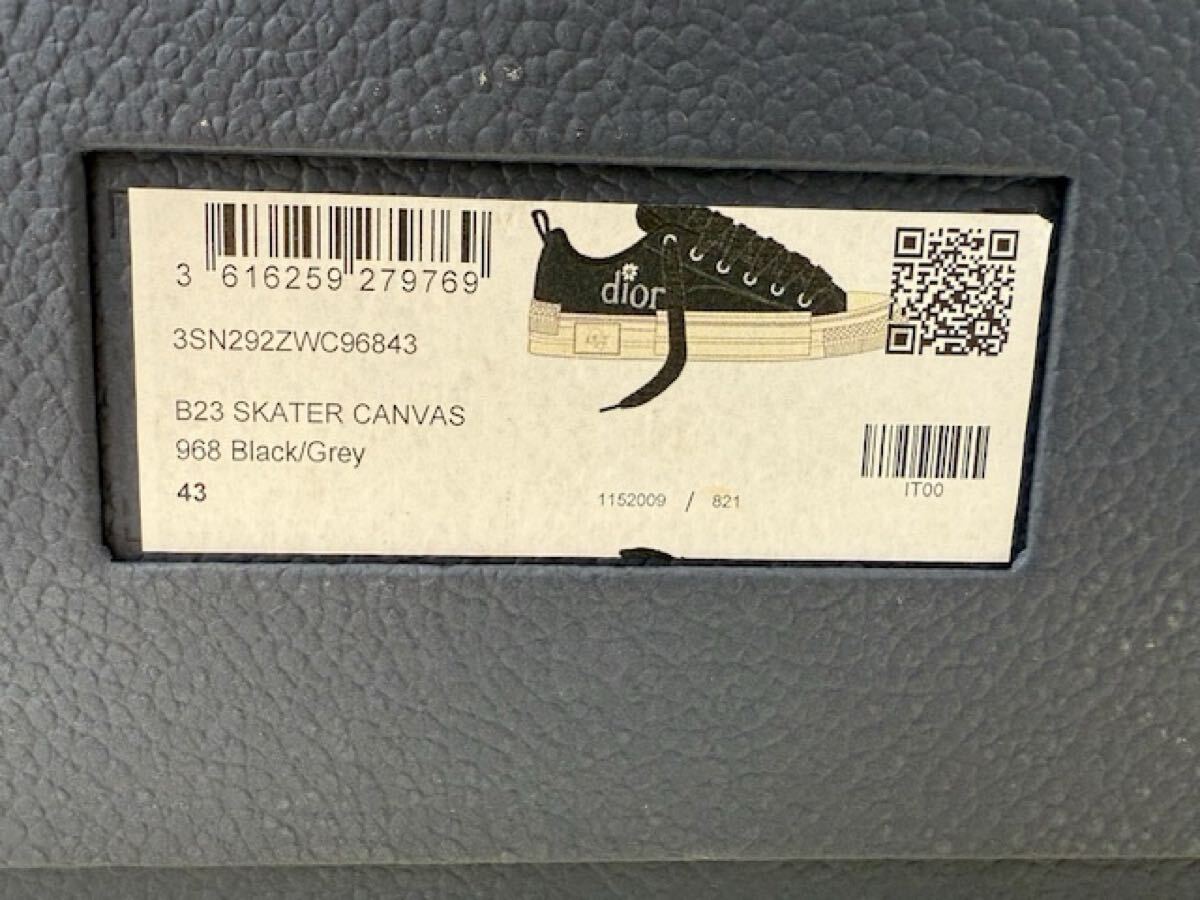 3 616259 279769
dior
3SN292ZWC96843
B23 SKATER CANVAS
968 Black/Grey
43
1152009 / 821
IT00